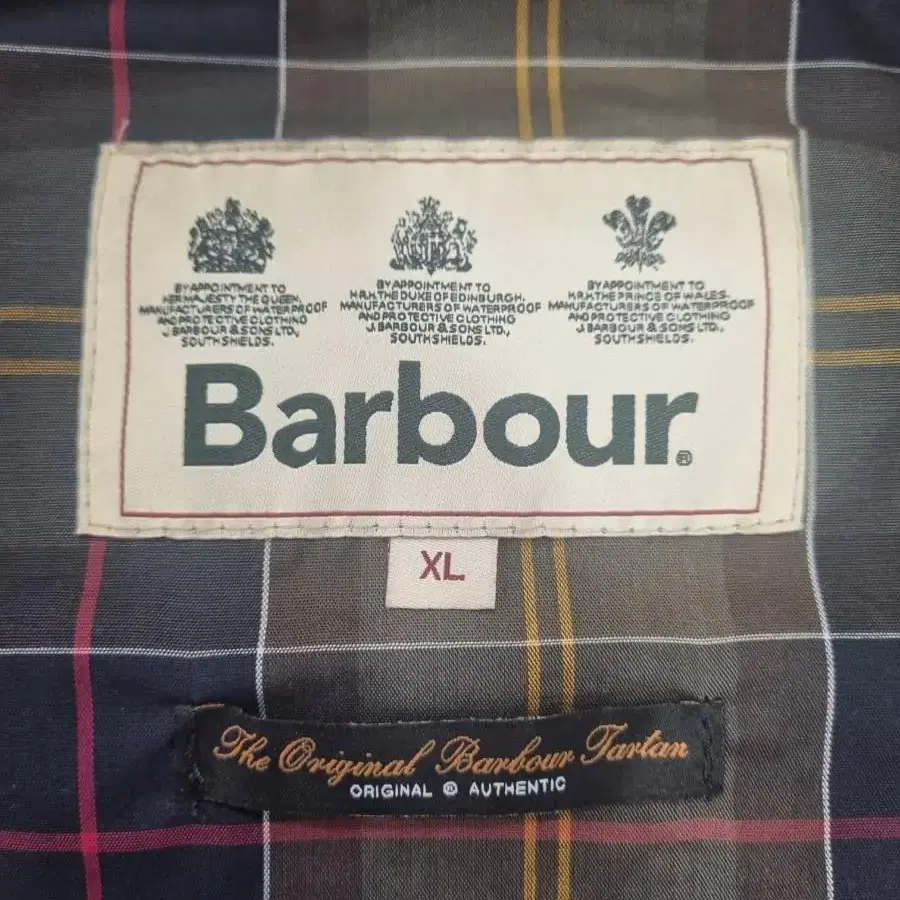 BY APPOINTMENT TO
HER MAJESTY THE QUEEN,
MANUFACTURERS OF WATERPROOF
AND PROTECTIVE CLOTHING
J. BARBOUR & SONS LTD.,
SOUTH SHIELDS.
BY APPOINTMENT TO
H.R.H. THE DUKE OF EDINBURGH,
MANUFACTURERS OF WATERPROOF
AND PROTECTIVE CLOTHING
J. BARBOUR & SONS LTD.,
SOUTH SHIELDS.
BY APPOINTMENT TO
H.R.H. THE PRINCE OF WALES,
MANUFACTURERS OF WATERPROOF
AND PROTECTIVE CLOTHING
J. BARBOUR & SONS LTD.,
SOUTH SHIELDS.
Barbour®
XL
The Original Barbour Tartan
ORIGINAL ® AUTHENTIC